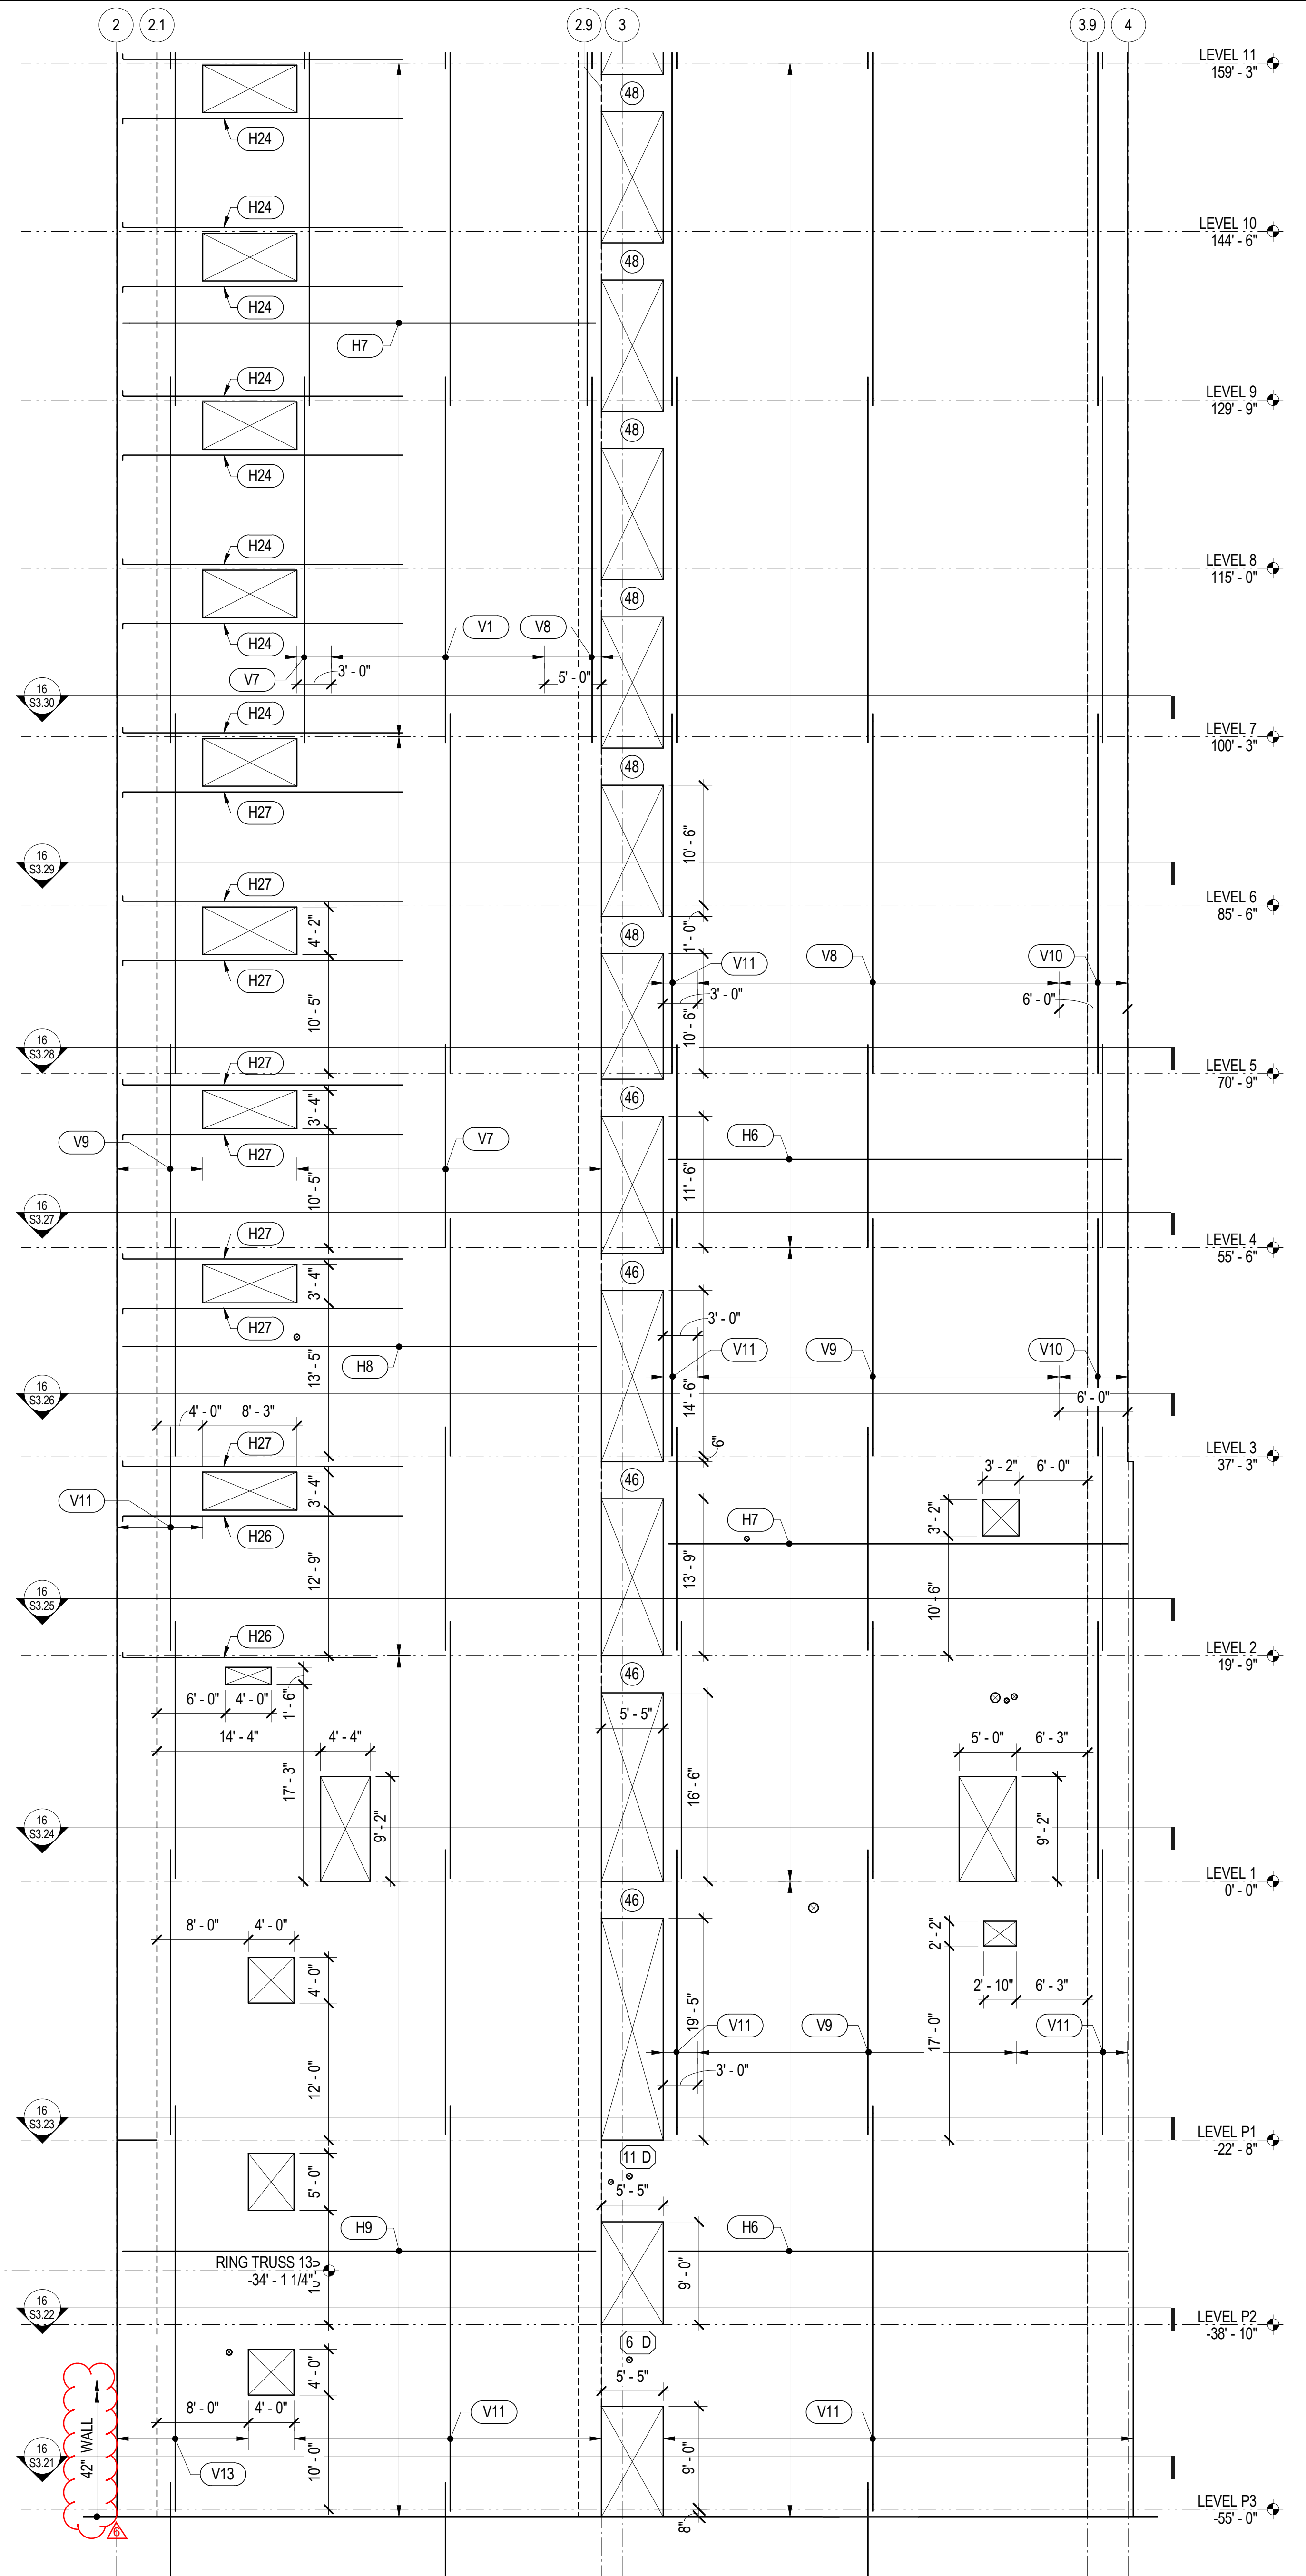 2
2.1
2.9
3
3.9
4
LEVEL 11
159' - 3"
48
H24
H24
LEVEL 10
144' - 6"
48
H24
H7
H24
LEVEL 9
129' - 9"
48
H24
H24
LEVEL 8
115' - 0"
48
H24
V1
V8
V7
3' - 0"
5' - 0"
16
S3.30
H24
LEVEL 7
100' - 3"
48
H27
10' - 6"
16
S3.29
H27
LEVEL 6
85' - 6"
4' - 2"
48
1' - 0"
V11
V8
V10
3' - 0"
6' - 0"
10' - 5"
10' - 6"
16
S3.28
H27
LEVEL 5
70' - 9"
3' - 4"
46
V9
H27
V7
H6
10' - 5"
11' - 6"
16
S3.27
H27
LEVEL 4
55' - 6"
3' - 4"
46
H27
3' - 0"
V11
V9
V10
H8
13' - 5"
14' - 6"
6' - 0"
16
S3.26
4' - 0"
8' - 3"
H27
6"
LEVEL 3
37' - 3"
3' - 2"
6' - 0"
3' - 4"
46
V11
H26
H7
3' - 2"
12' - 9"
13' - 9"
10' - 6"
16
S3.25
H26
LEVEL 2
19' - 9"
46
6' - 0"
4' - 0"
1' - 6"
5' - 5"
14' - 4"
4' - 4"
5' - 0"
6' - 3"
17' - 3"
16' - 6"
9' - 2"
9' - 2"
16
S3.24
LEVEL 1
0' - 0"
46
8' - 0"
4' - 0"
2' - 2"
4' - 0"
2' - 10"
6' - 3"
19' - 5"
V11
V9
V11
17' - 0"
3' - 0"
12' - 0"
16
S3.23
LEVEL P1
-22' - 8"
11 D
5' - 0"
5' - 5"
H9
H6
RING TRUSS 13
-34' - 1 1/4"
10' - 0"
9' - 0"
16
S3.22
LEVEL P2
-38' - 10"
6 D
4' - 0"
5' - 5"
8' - 0"
4' - 0"
V11
V11
42" WALL
16
S3.21
V13
10' - 0"
9' - 0"
8"
LEVEL P3
-55' - 0"
6